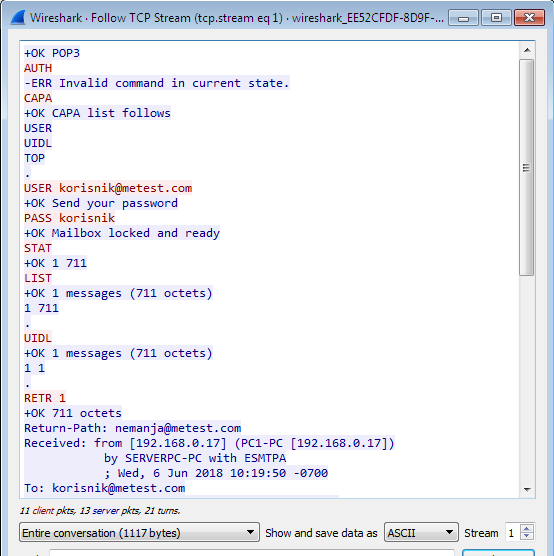 Wireshark · Follow TCP Stream (tcp.stream eq 1) · wireshark_EE52CFDF-8D9F-...
+OK POP3
AUTH
-ERR Invalid command in current state.
CAPA
+OK CAPA list follows
USER
UIDL
TOP
.
USER korisnik@metest.com
+OK Send your password
PASS korisnik
+OK Mailbox locked and ready
STAT
+OK 1 711
LIST
+OK 1 messages (711 octets)
1 711
.
UIDL
+OK 1 messages (711 octets)
1 1
.
RETR 1
+OK 711 octets
Return-Path: nemanja@metest.com
Received: from [192.168.0.17] (PC1-PC [192.168.0.17])
by SERVERPC-PC with ESMTPA
; Wed, 6 Jun 2018 10:19:50 -0700
To: korisnik@metest.com
11 client pkts, 13 server pkts, 21 turns.
Entire conversation (1117 bytes) Show and save data as ASCII Stream 1